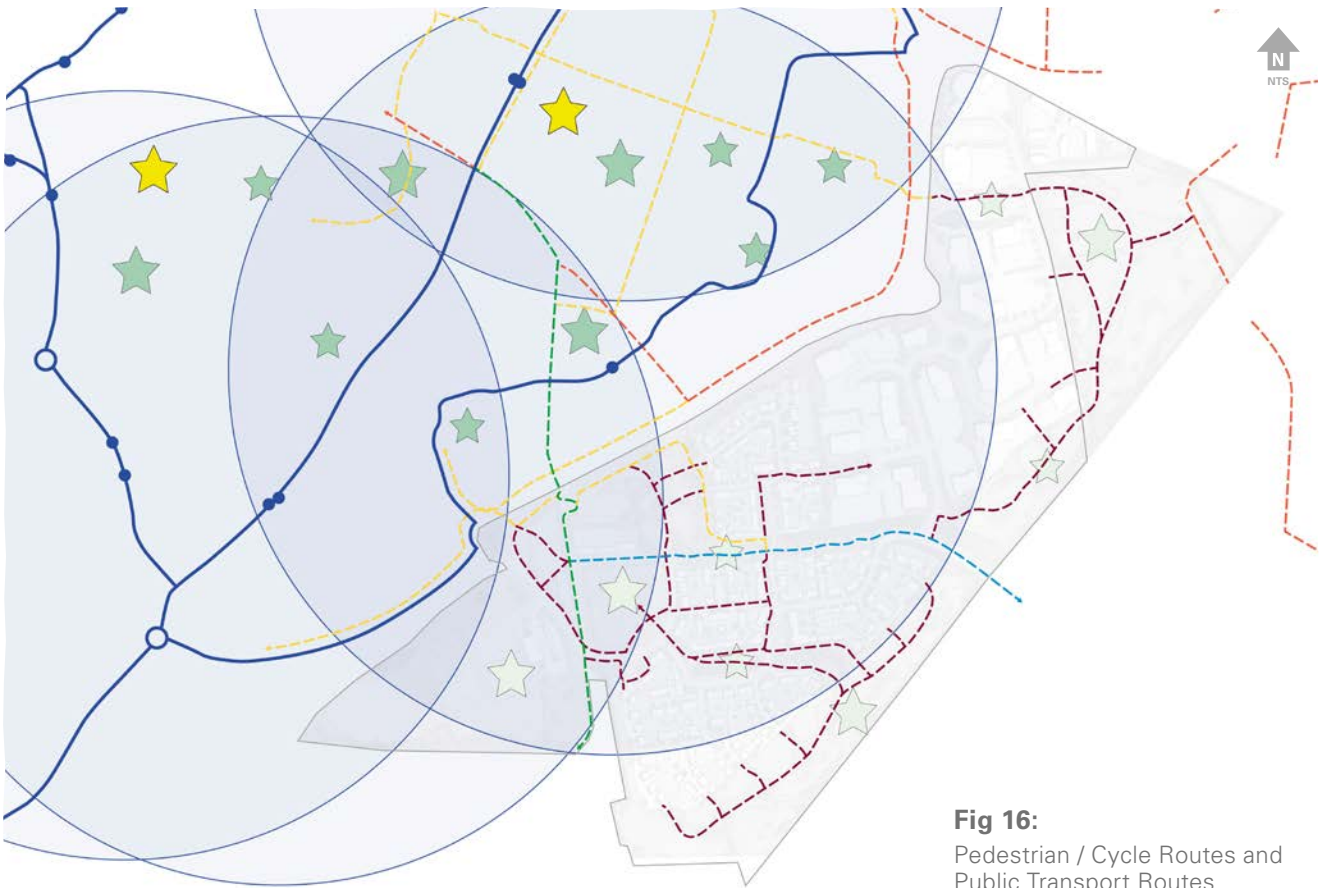 N
NTS
Fig 16:
Pedestrian / Cycle Routes and
Public Transport Routes